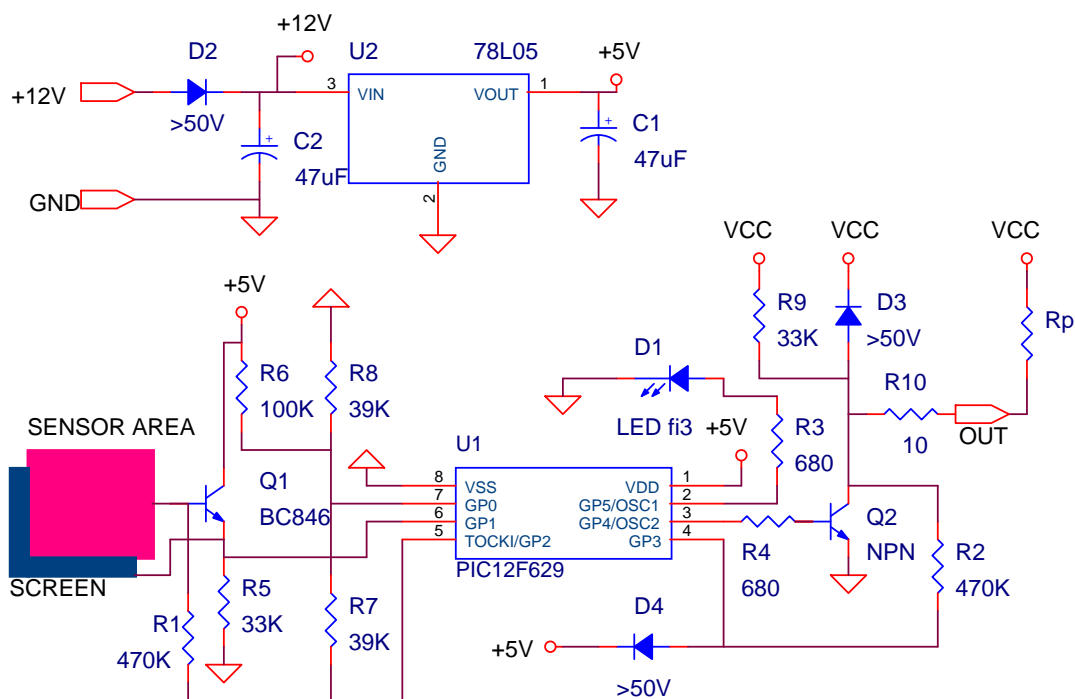 +12V
D2
U2
78L05
+5V
+12V
3
VIN
VOUT
1
>50V
C2
+
47uF
GND
2
C1
+
47uF
GND
VCC
VCC
VCC
+5V
R9
33K
D3
>50V
Rp
R6
100K
R8
39K
D1
LED fi3
R10
10
OUT
R3
680
+5V
SENSOR AREA
Q1
BC846
U1
8
VSS
VDD
1
7
GP0
GP5/OSC1
2
6
GP1
GP4/OSC2
3
5
TOCKI/GP2
GP3
4
PIC12F629
Q2
NPN
R4
680
R2
470K
SCREEN
R1
470K
R5
33K
R7
39K
D4
+5V
>50V